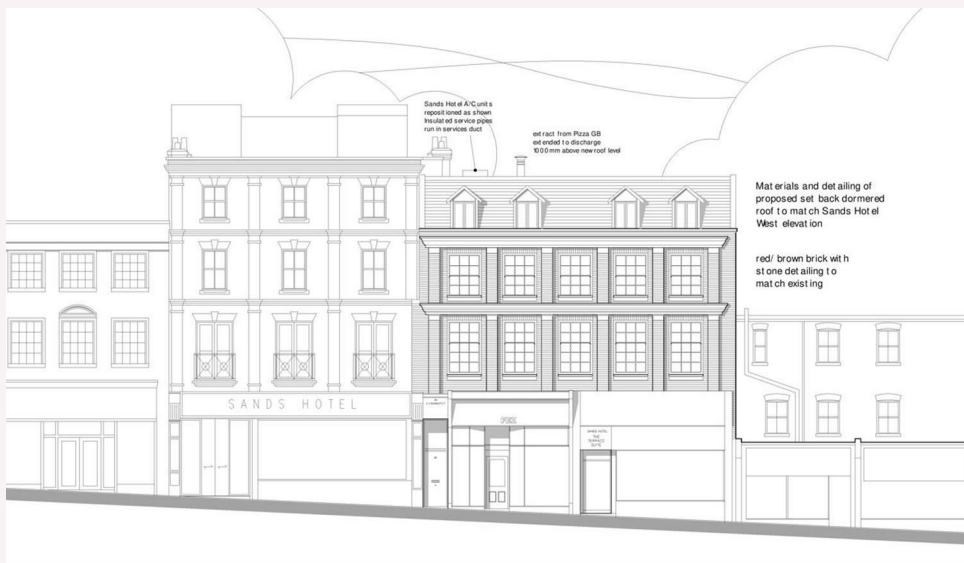 Sands Hotel A/C units
repositioned as shown
Insulated service pipes
run in services duct
extract from Pizza GB
extended to discharge
1000mm above new roof level
Materials and detailing of
proposed set back dormered
roof to match Sands Hotel
West elevation
red/ brown brick with
stone detailing to
match existing
SANDS HOTEL
FEZ
SANDS HOTEL
THE
TERRACE
SUITE